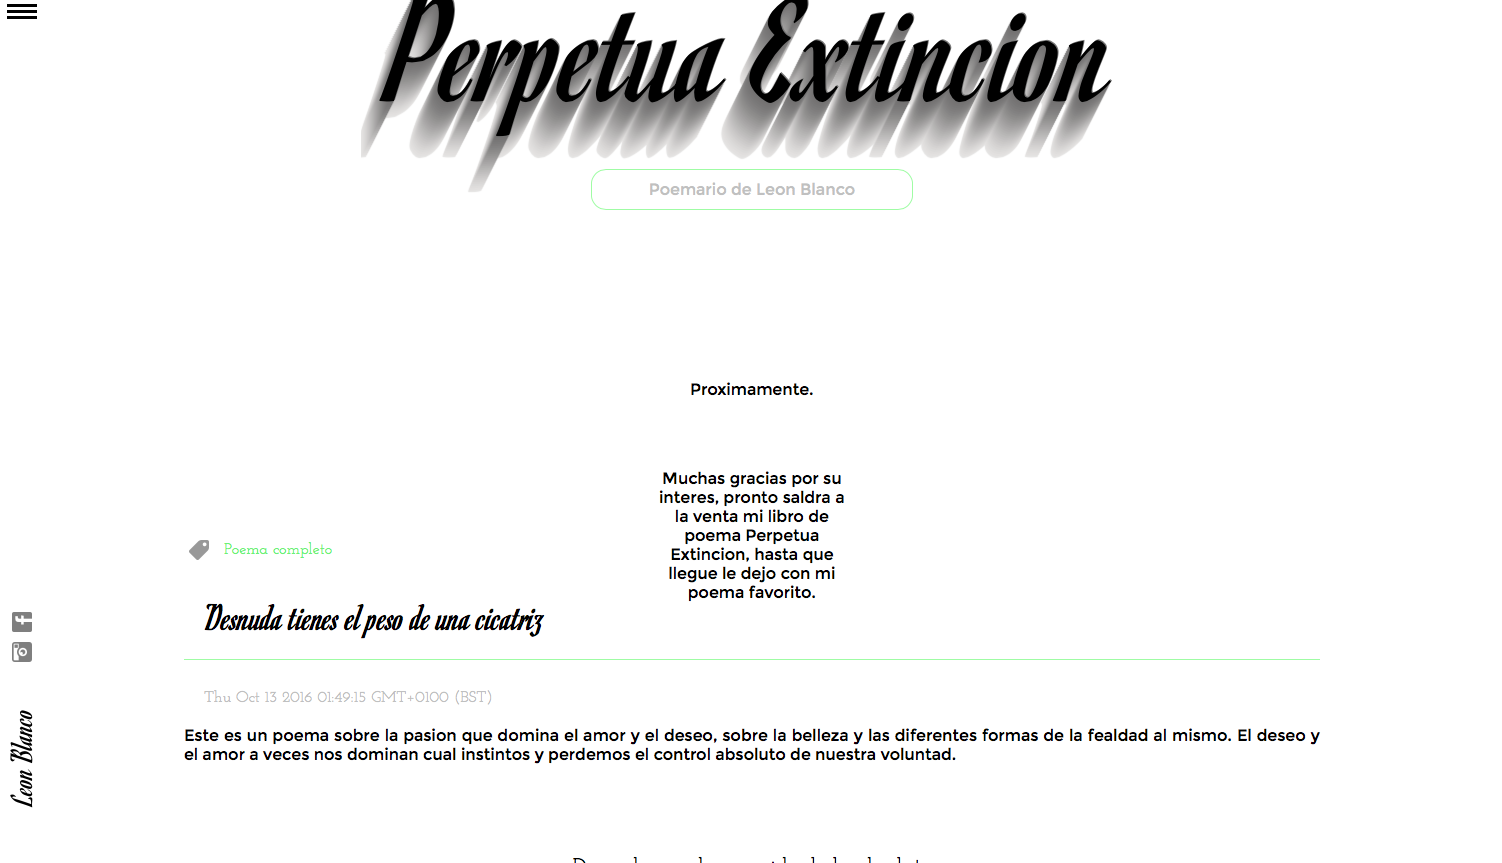 Perpetua Extincion
Poemario de Leon Blanco
Proximamente.
Muchas gracias por su
interes, pronto saldra a
la venta mi libro de
poema Perpetua
Extincion, hasta que
llegue le dejo con mi
poema favorito.
Poema completo
Desnuda tienes el peso de una cicatriz
Thu Oct 13 2016 01:49:15 GMT+0100 (BST)
Este es un poema sobre la pasion que domina el amor y el deseo, sobre la belleza y las diferentes formas de la fealdad al mismo. El deseo y
el amor a veces nos dominan cual instintos y perdemos el control absoluto de nuestra voluntad.
Leon Blanco